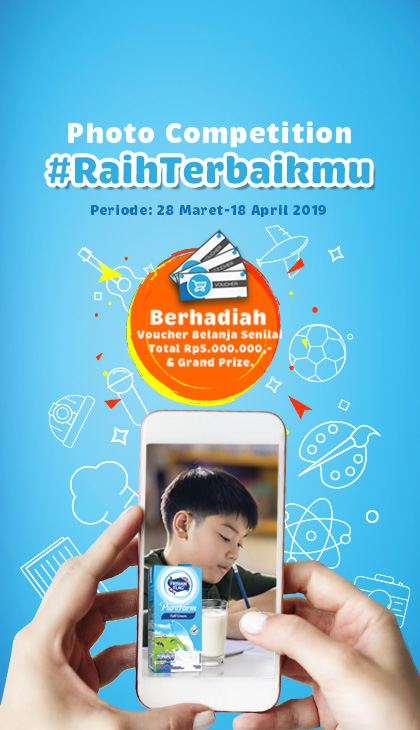 Photo Competition
#RaihTerbaikmu
Periode: 28 Maret-18 April 2019
VOUCHER
Berhadiah
Voucher Belanja Senilai
Total Rp5.000.000,-
& Grand Prize.
FRISIAN FLAG
PureFarm
Full Cream